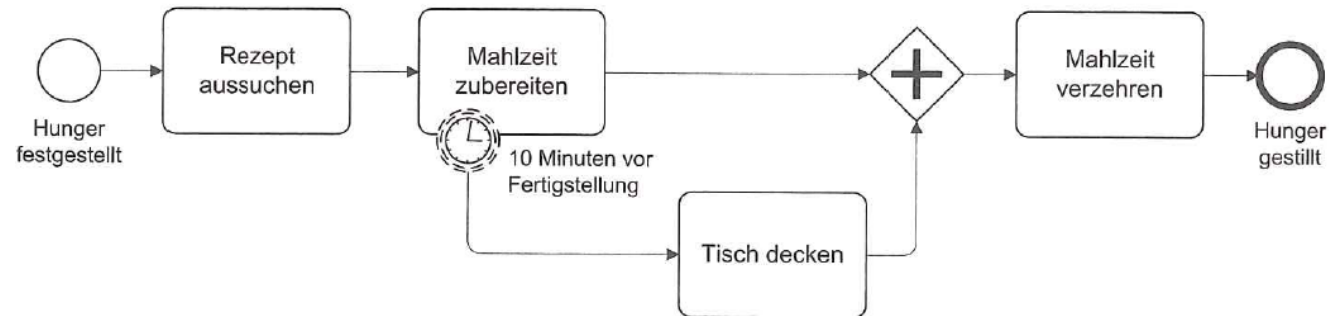 Hunger
festgestellt
Rezept
aussuchen
Mahlzeit
zubereiten
10 Minuten vor
Fertigstellung
Tisch decken
Mahlzeit
verzehren
Hunger
gestillt